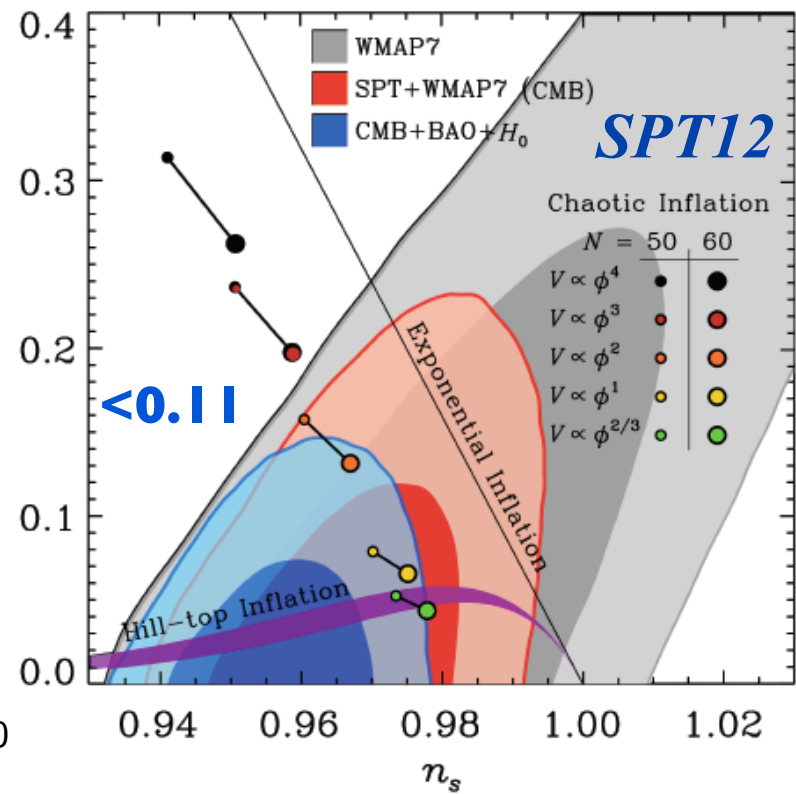 0.4
0.3
0.2
0.1
0.0
WMAP7
SPT+WMAP7 (CMB)
CMB+BAO+H₀
SPT12
Chaotic Inflation
N = 50 60
V ∝ ϕ⁴
V ∝ ϕ³
V ∝ ϕ²
V ∝ ϕ¹
V ∝ ϕ^2/3
<0.11
Exponential Inflation
Hill-top Inflation
0
0.94 0.96 0.98 1.00 1.02
nₛ